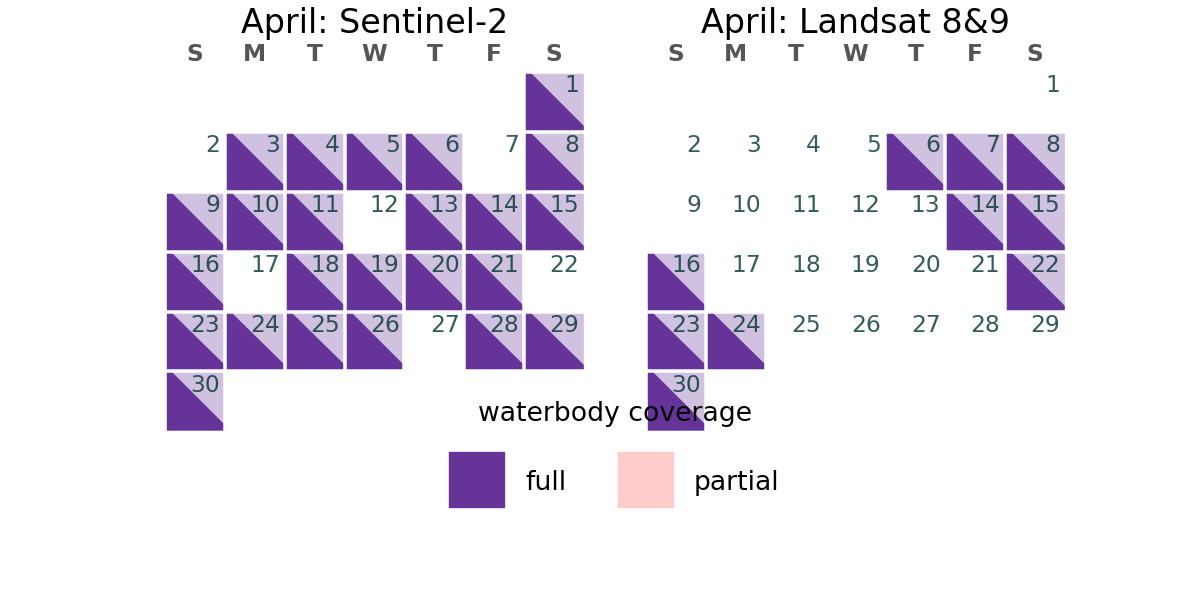 April: Sentinel-2
S M T W T F S
1
2 3 4 5 6 7 8
9 10 11 12 13 14 15
16 17 18 19 20 21 22
23 24 25 26 27 28 29
30
April: Landsat 8&9
S M T W T F S
1
2 3 4 5 6 7 8
9 10 11 12 13 14 15
16 17 18 19 20 21 22
23 24 25 26 27 28 29
30
waterbody coverage
full partial